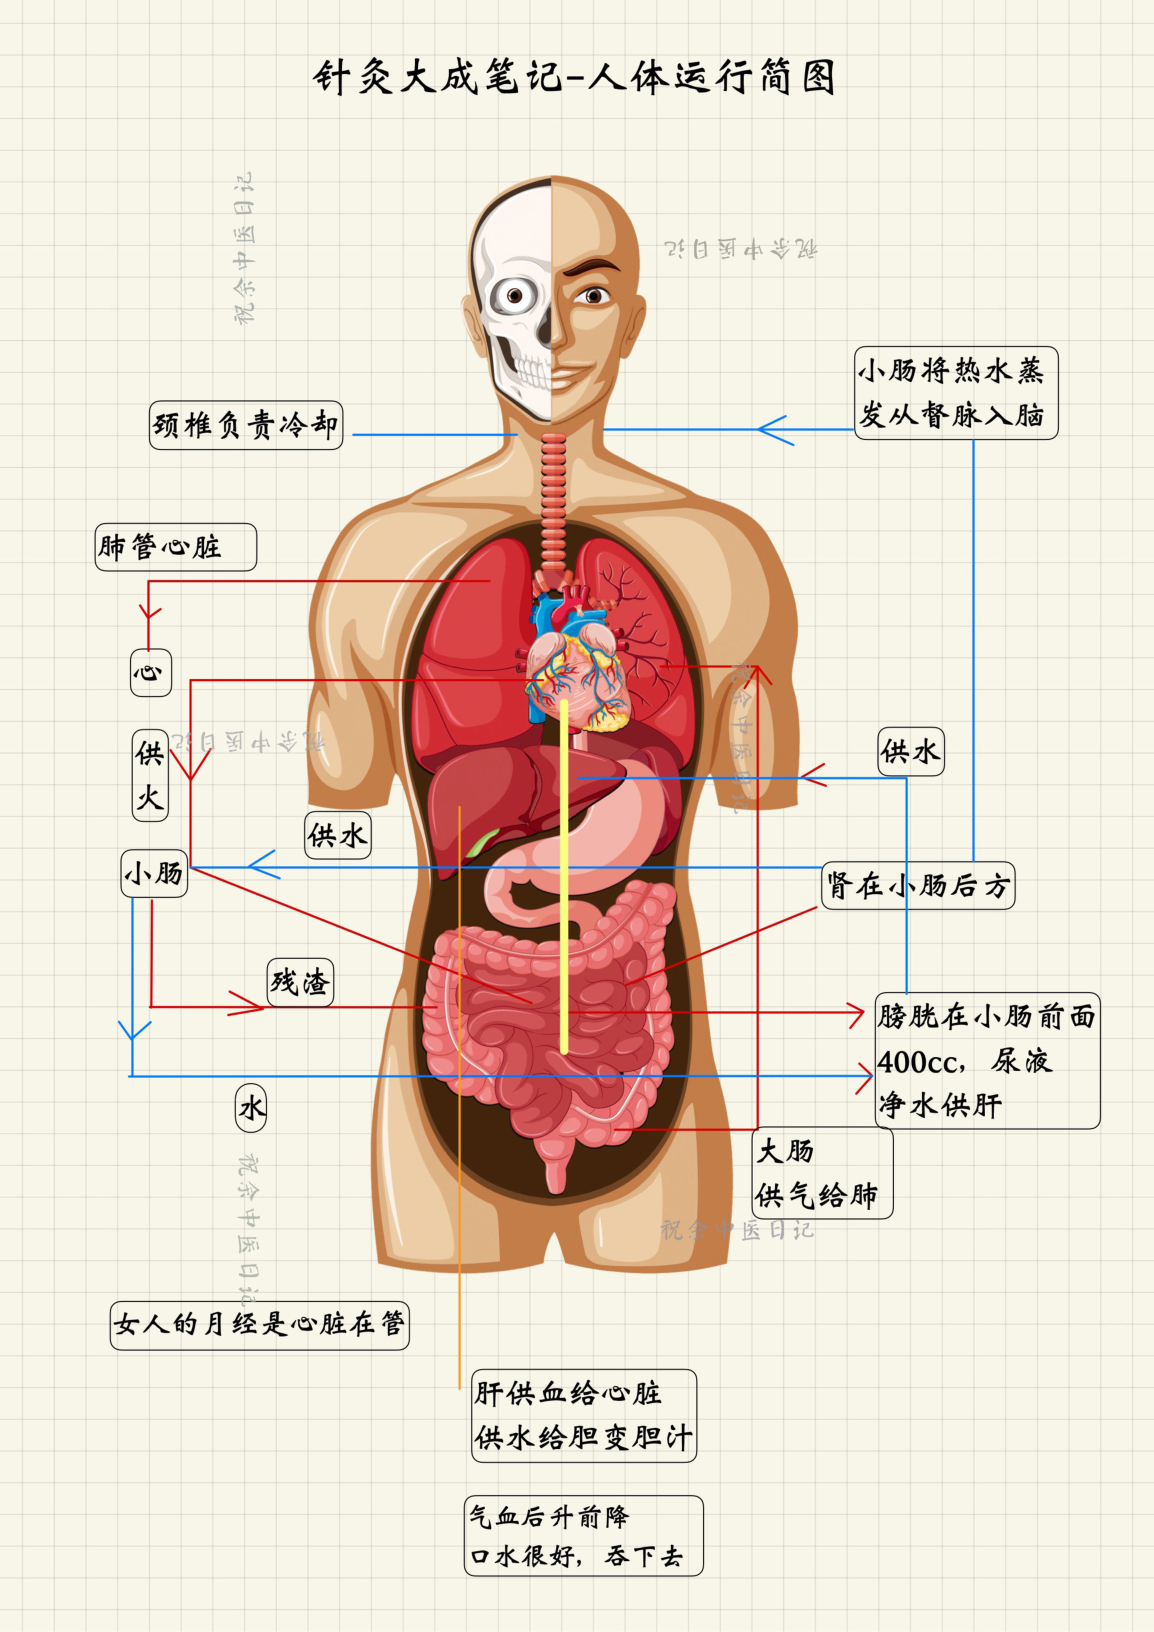 针灸大成笔记-人体运行简图
祝余中医日记
祝余中医日记
小肠将热水蒸
发从督脉入脑
颈椎负责冷却
肺管心脏
心
祝余中医日记
供
火
祝余中医日记
供水
供水
小肠
肾在小肠后方
残渣
膀胱在小肠前面
400cc，尿液
净水供肝
水
大肠
供气给肺
祝余中医日记
祝余中医日记
女人的月经是心脏在管
肝供血给心脏
供水给胆变胆汁
气血后升前降
口水很好，吞下去